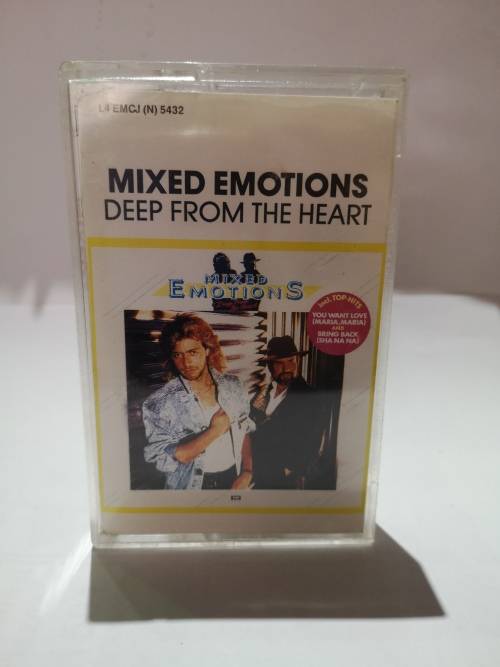 L4 EMCJ (N) 5432
MIXED EMOTIONS
DEEP FROM THE HEART
MIXED
EMOTIONS
incl. TOP-HITS
YOU WANT LOVE
(MARIA, MARIA)
AND
BRING BACK
(SHA NA NA)
EMI